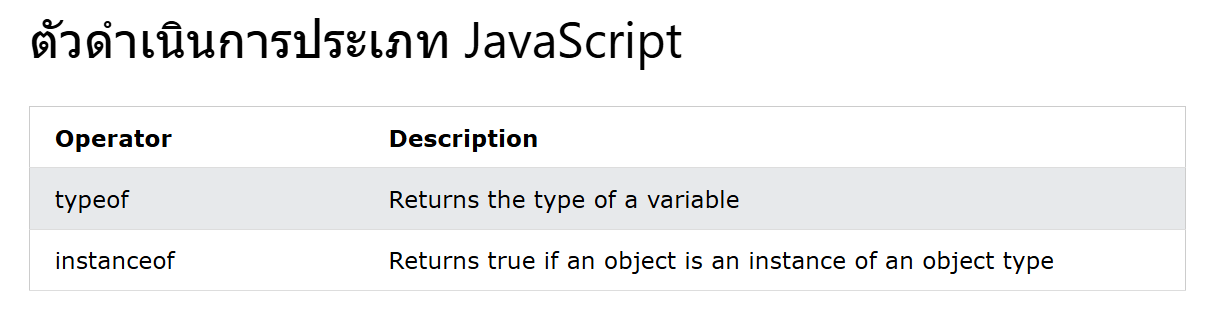 ตัวดำเนินการประเภท JavaScript
Operator Description
typeof Returns the type of a variable
instanceof Returns true if an object is an instance of an object type